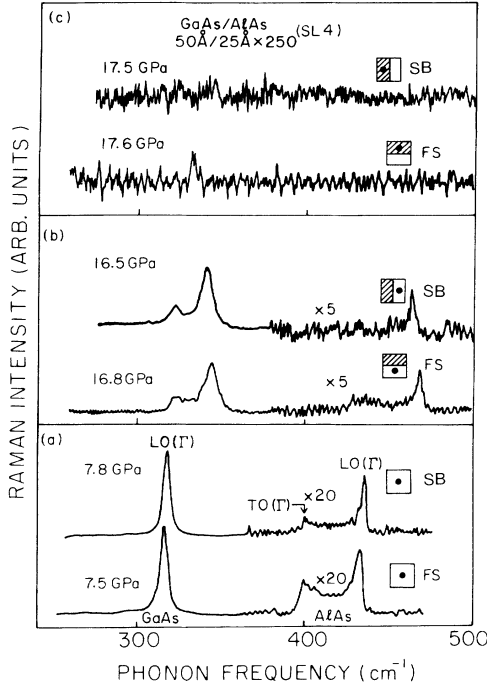 (c)
GaAs/AlAs
50Å/25Å×250
(SL4)
17.5 GPa
SB
17.6 GPa
FS
(b)
16.5 GPa
×5
SB
16.8 GPa
×5
FS
(a)
LO(Γ)
7.8 GPa
TO(Γ)
×20
LO(Γ)
SB
7.5 GPa
×20
FS
GaAs
AlAs
300
400
500
PHONON FREQUENCY (cm⁻¹)
RAMAN INTENSITY (ARB. UNITS)